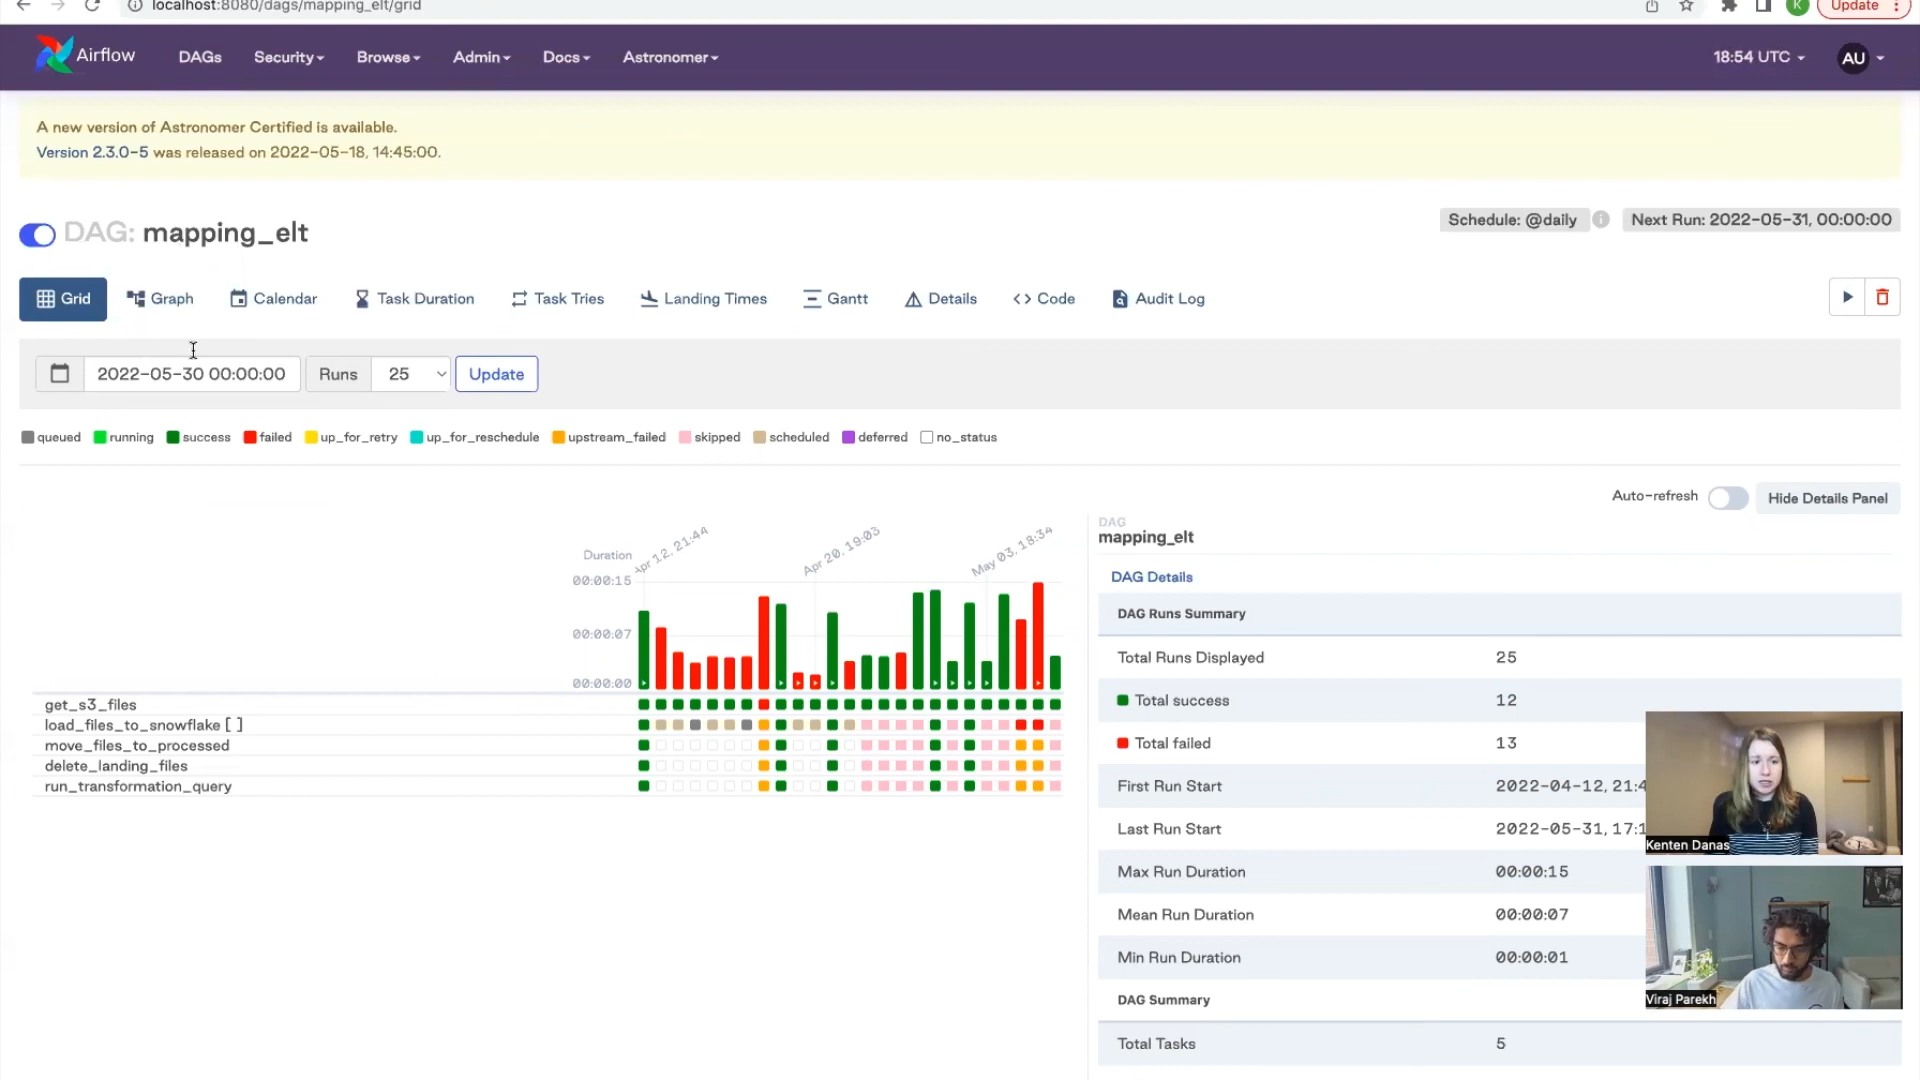 localhost:8080/dags/mapping_elt/grid
K
Update
Airflow
DAGs
Security
Browse
Admin
Docs
Astronomer
18:54 UTC
AU
A new version of Astronomer Certified is available.
Version 2.3.0-5 was released on 2022-05-18, 14:45:00.
DAG: mapping_elt
Schedule: @daily
Next Run: 2022-05-31, 00:00:00
Grid
Graph
Calendar
Task Duration
Task Tries
Landing Times
Gantt
Details
Code
Audit Log
2022-05-30 00:00:00
Runs
25
Update
queued
running
success
failed
up_for_retry
up_for_reschedule
upstream_failed
skipped
scheduled
deferred
no_status
Auto-refresh
Hide Details Panel
Duration
00:00:15
00:00:07
00:00:00
pr 12, 21:44
Apr 20, 19:03
May 03, 18:34
get_s3_files
load_files_to_snowflake [ ]
move_files_to_processed
delete_landing_files
run_transformation_query
DAG
mapping_elt
DAG Details
DAG Runs Summary
Total Runs Displayed 25
Total success 12
Total failed 13
First Run Start 2022-04-12, 21:4
Last Run Start 2022-05-31, 17:1
Max Run Duration 00:00:15
Mean Run Duration 00:00:07
Min Run Duration 00:00:01
DAG Summary
Total Tasks 5
Kenten Danas
Viraj Parekh